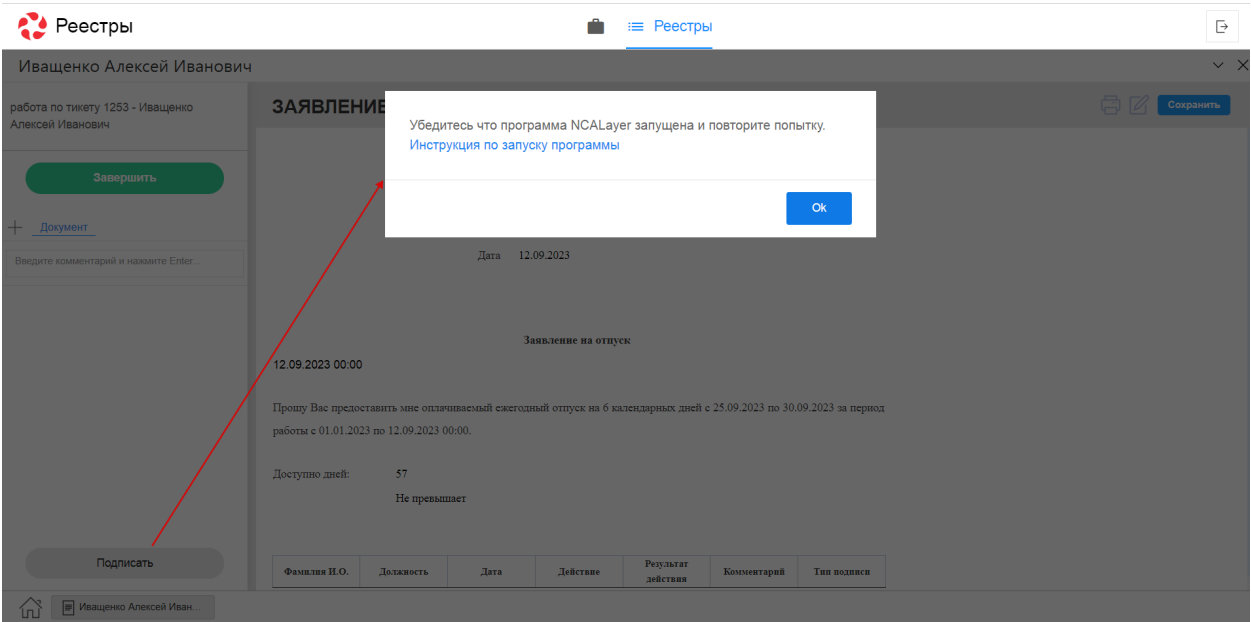 Реестры
Реестры
Иващенко Алексей Иванович
работа по тикету 1253 - Иващенко
Алексей Иванович
Завершить
Документ
Введите комментарий и нажмите Enter...
Подписать
ЗАЯВЛЕНИЕ
Сохранить
Убедитесь что программа NCALayer запущена и повторите попытку.
Инструкция по запуску программы
Ok
Дата 12.09.2023
Заявление на отпуск
12.09.2023 00:00
Прошу Вас предоставить мне оплачиваемый ежегодный отпуск на 6 календарных дней с 25.09.2023 по 30.09.2023 за период
работы с 01.01.2023 по 12.09.2023 00:00.
Доступно дней: 57
Не превышает
Фамилия И.О. Должность Дата Действие Результат действия Комментарий Тип подписи
Иващенко Алексей Иван...